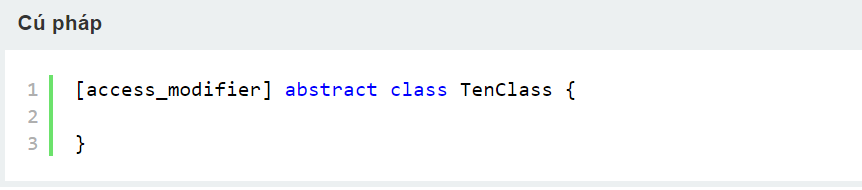 Cú pháp
1 [access_modifier] abstract class TenClass {
2
3 }